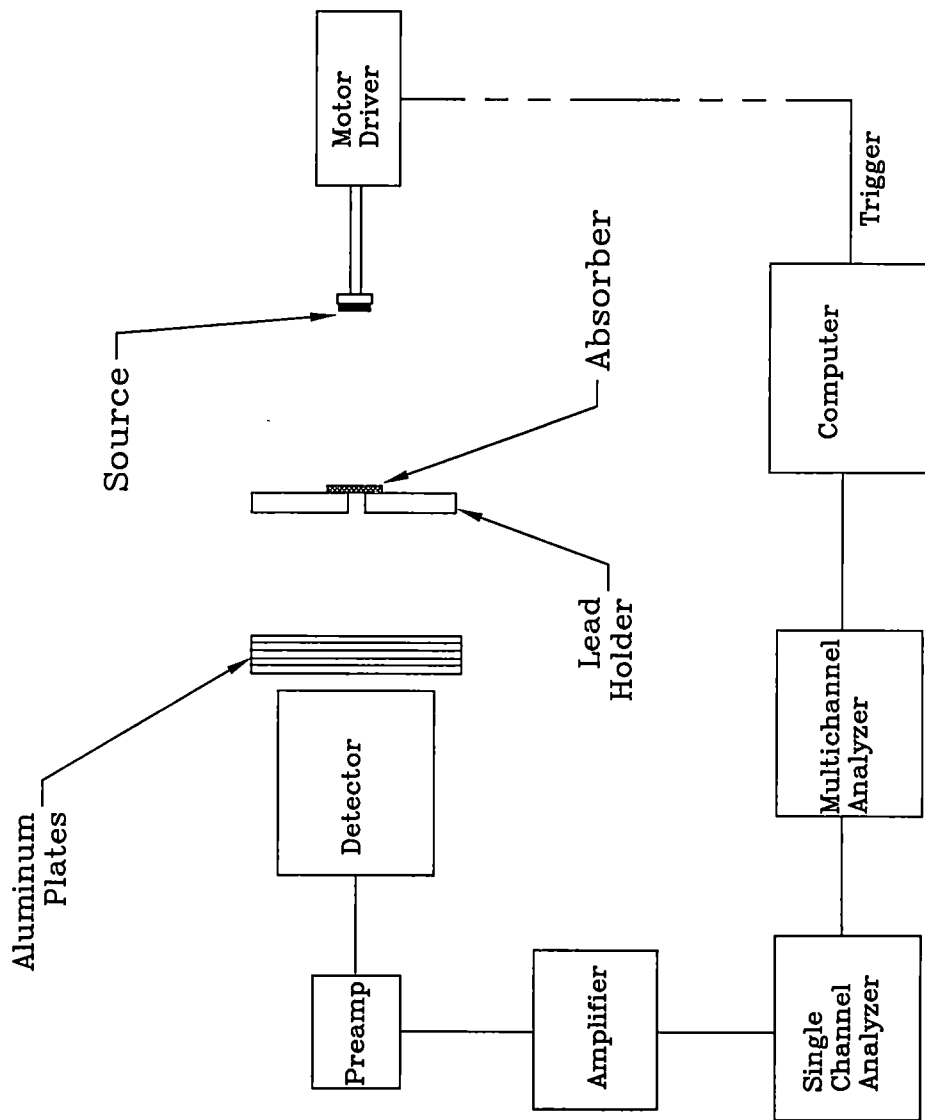 Aluminum
Plates
Source
Motor
Driver
Detector
Absorber
Lead
Holder
Preamp
Amplifier
Trigger
Single
Channel
Analyzer
Multichannel
Analyzer
Computer